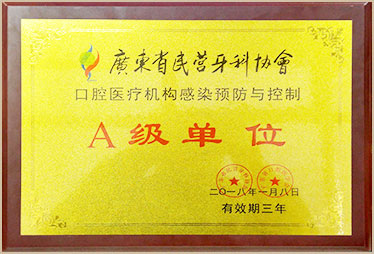 廣東省民营牙科协會
口腔医疗机构感染预防与控制
A级单位
二〇一八年一月八日
有效期三年